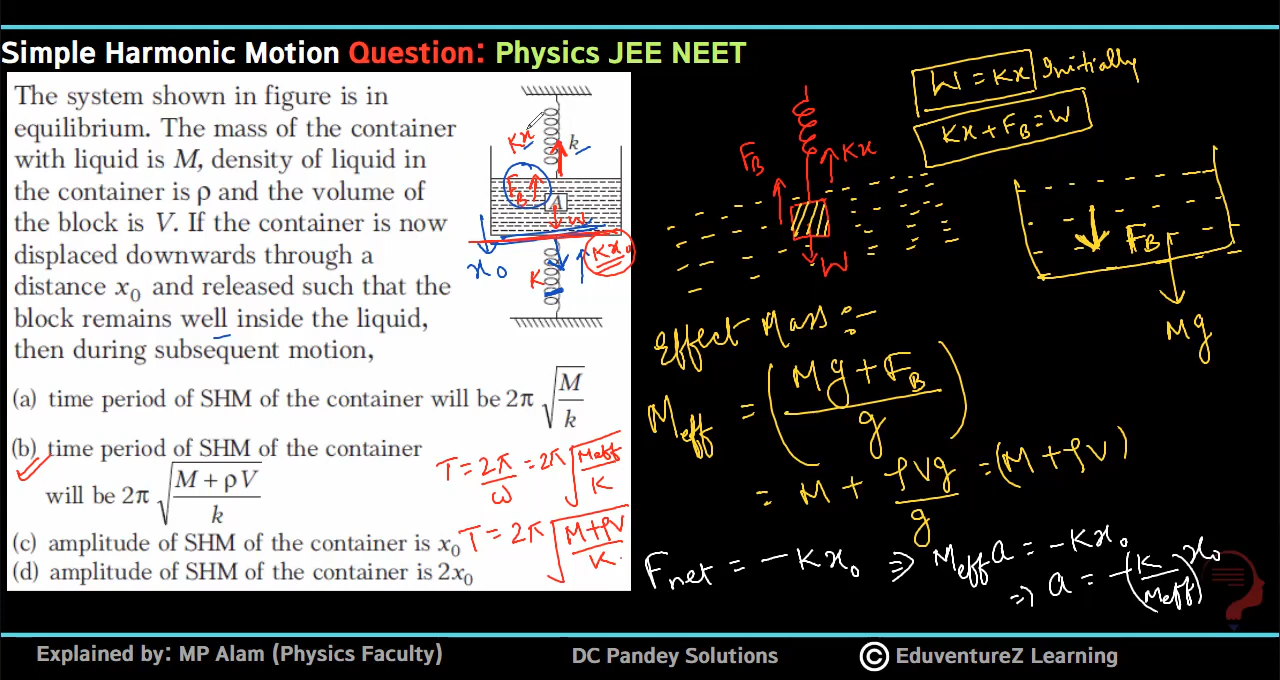 Simple Harmonic Motion Question: Physics JEE NEET
The system shown in figure is in
equilibrium. The mass of the container
with liquid is M, density of liquid in
the container is ρ and the volume of
the block is V. If the container is now
displaced downwards through a
distance x₀ and released such that the
block remains well inside the liquid,
then during subsequent motion,
(a) time period of SHM of the container will be 2π √(M/k)
(b) time period of SHM of the container
will be 2π √((M + ρV)/k)
(c) amplitude of SHM of the container is x₀
(d) amplitude of SHM of the container is 2x₀
Kx
k
F_B
A
W
x₀
Kx₀
K
T = 2π/ω = 2π √(Meff/K)
T = 2π √((M+ρV)/K)
F_B
Kx
W
W = Kx Initially
Kx + F_B = W
F_B
Mg
Effect Mass :-
Meff = ((Mg + F_B)/g)
= M + ρVg/g = (M + ρV)
Fnet = -Kx₀ ⇒ Meff a = -Kx₀
⇒ a = -(K/Meff) x₀
Explained by: MP Alam (Physics Faculty)
DC Pandey Solutions
© EduventureZ Learning